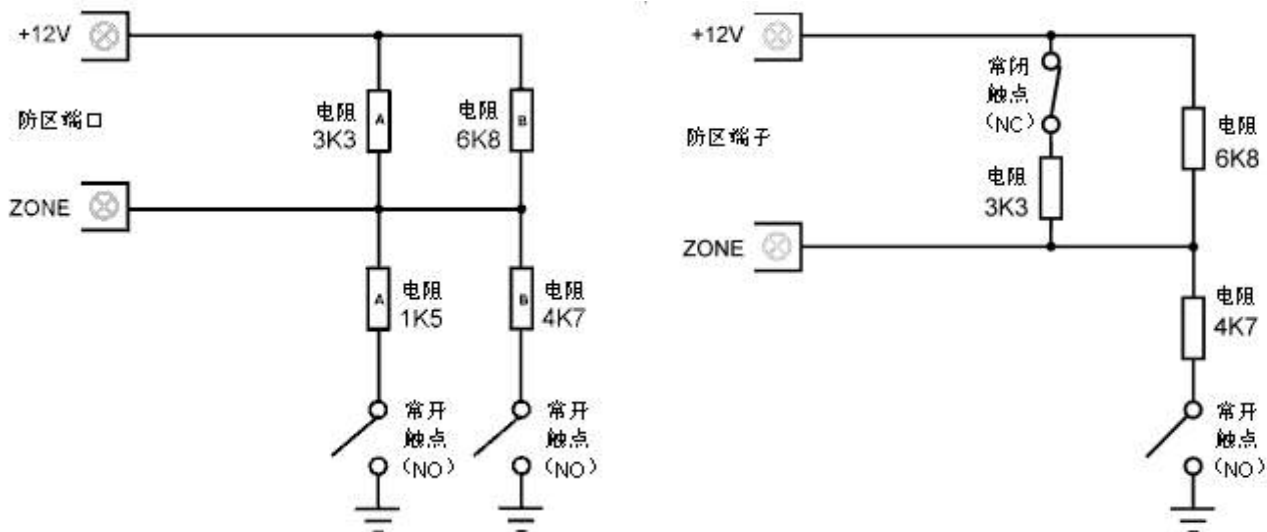 +12V
防区端口
ZONE
电阻
3K3
A
电阻
6K8
B
电阻
1K5
A
电阻
4K7
B
常开
触点
(NO)
常开
触点
(NO)
+12V
防区端子
ZONE
常闭
触点
(NC)
电阻
3K3
电阻
6K8
电阻
4K7
常开
触点
(NO)